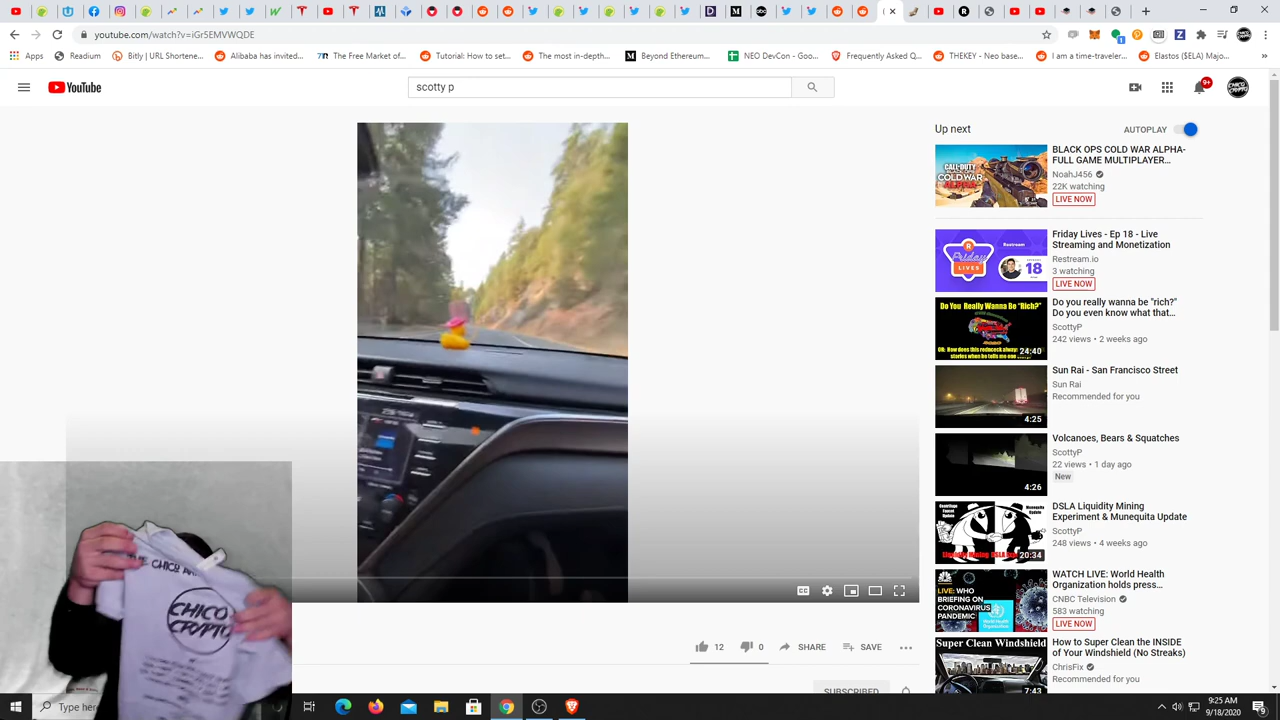 youtube.com/watch?v=iGr5EMVWQDE
Apps
Readium
Bitly | URL Shortene...
Alibaba has invited...
The Free Market of...
Tutorial: How to set...
The most in-depth...
Beyond Ethereum...
NEO DevCon - Goo...
Frequently Asked Q...
THEKEY - Neo base...
I am a time-traveler...
Elastos ($ELA) Majo...
YouTube
scotty p
9+
Up next
AUTOPLAY
BLACK OPS COLD WAR ALPHA-
FULL GAME MULTIPLAYER...
NoahJ456
22K watching
LIVE NOW
Friday Lives - Ep 18 - Live
Streaming and Monetization
Restream.io
3 watching
LIVE NOW
Do you really wanna be "rich?"
Do you even know what that...
ScottyP
242 views • 2 weeks ago
24:40
Sun Rai - San Francisco Street
Sun Rai
Recommended for you
4:25
Volcanoes, Bears & Squatches
ScottyP
22 views • 1 day ago
New
4:26
DSLA Liquidity Mining
Experiment & Munequita Update
ScottyP
248 views • 4 weeks ago
20:34
WATCH LIVE: World Health
Organization holds press...
CNBC Television
583 watching
LIVE NOW
How to Super Clean the INSIDE
of Your Windshield (No Streaks)
ChrisFix
Recommended for you
Super Clean Windshield
7:43
12
0
SHARE
SAVE
SUBSCRIBED
CHICO CRYPTO
Type her
9:25 AM
9/18/2020